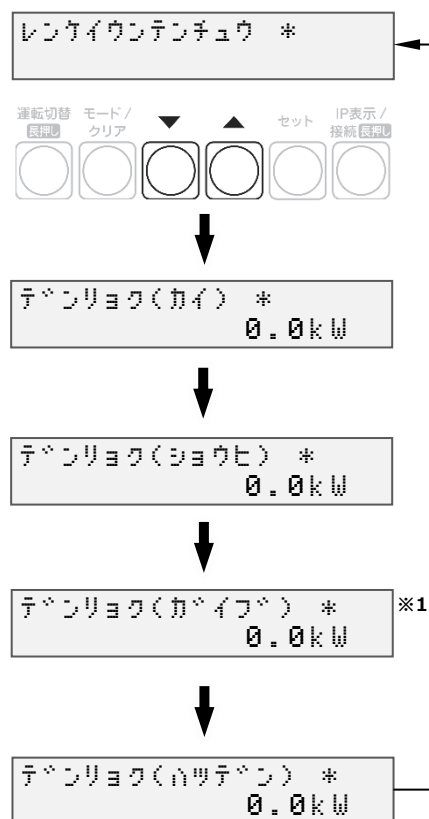 レンケイウンテンチュウ *
運転切替 モード/ ▼ ▲ セット IP表示/
長押し クリア 接続 長押し
デンリョク(カイ) *
0.0kW
デンリョク(ショウヒ) *
0.0kW
デンリョク(ガイブ) *
0.0kW
※1
デンリョク(ハツデン) *
0.0kW